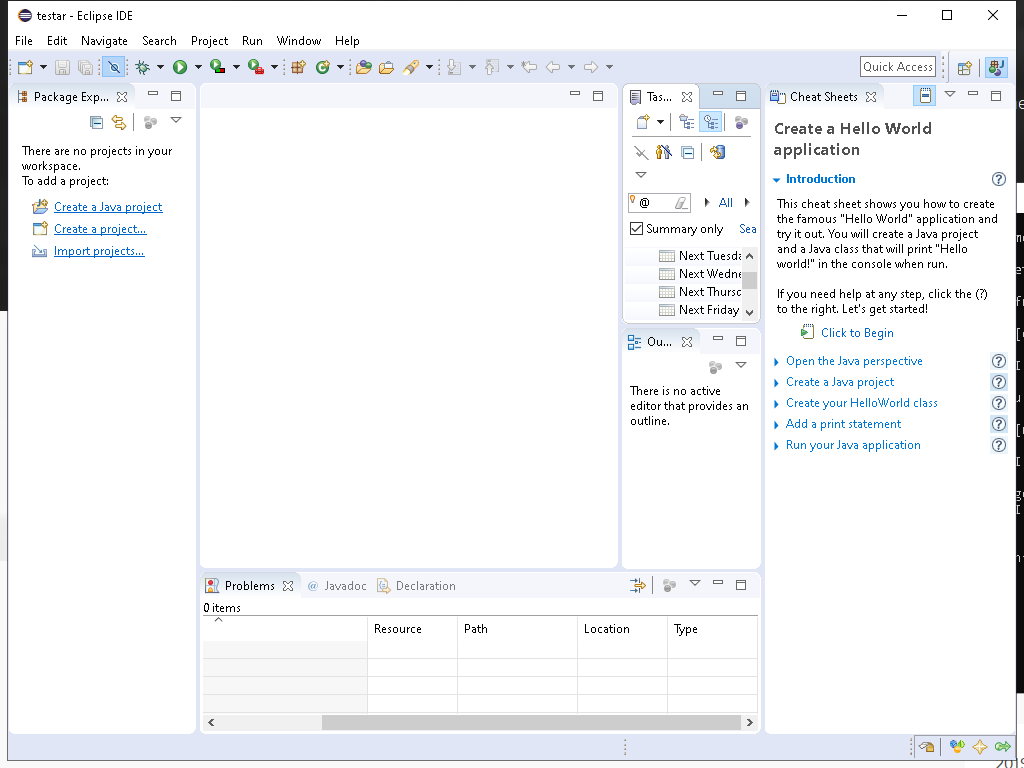 testar - Eclipse IDE
File Edit Navigate Search Project Run Window Help
Quick Access
Package Exp...
There are no projects in your
workspace.
To add a project:
Create a Java project
Create a project...
Import projects...
Tas...
@
All
Summary only
Sea
Next Tuesda
Next Wedne
Next Thursd
Next Friday
Ou...
There is no active
editor that provides an
outline.
Cheat Sheets
Create a Hello World
application
Introduction
This cheat sheet shows you how to create
the famous "Hello World" application and
try it out. You will create a Java project
and a Java class that will print "Hello
world!" in the console when run.
If you need help at any step, click the (?)
to the right. Let's get started!
Click to Begin
Open the Java perspective
Create a Java project
Create your HelloWorld class
Add a print statement
Run your Java application
Problems
@ Javadoc
Declaration
0 items
Resource Path Location Type